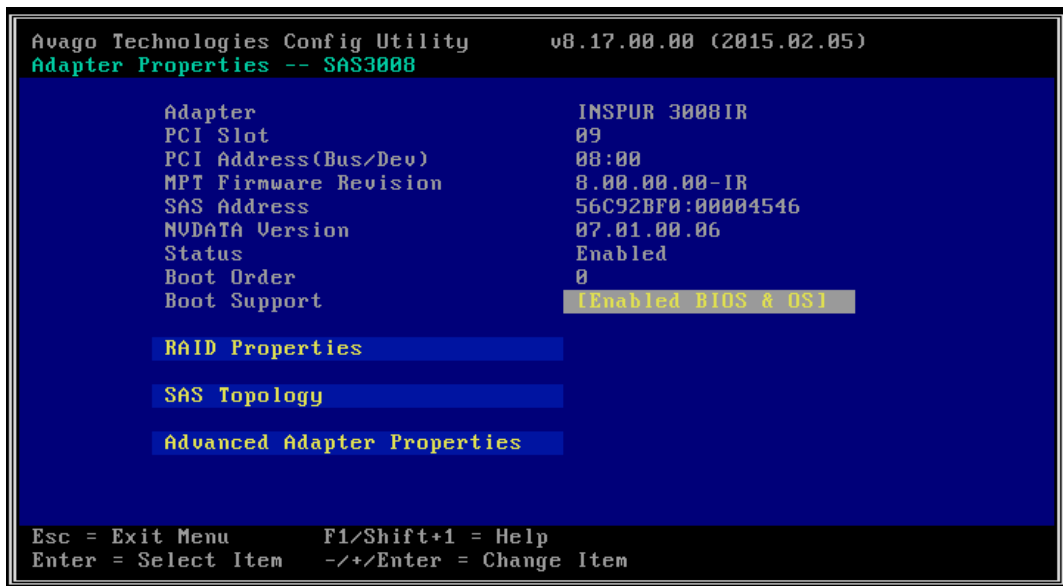 Avago Technologies Config Utility v8.17.00.00 (2015.02.05)
Adapter Properties -- SAS3008
Adapter INSPUR 3008IR
PCI Slot 09
PCI Address(Bus/Dev) 08:00
MPT Firmware Revision 8.00.00.00-IR
SAS Address 56C92BF0:00004546
NVDATA Version 07.01.00.06
Status Enabled
Boot Order 0
Boot Support [Enabled BIOS & OS]
RAID Properties
SAS Topology
Advanced Adapter Properties
Esc = Exit Menu F1/Shift+1 = Help
Enter = Select Item -/+/Enter = Change Item